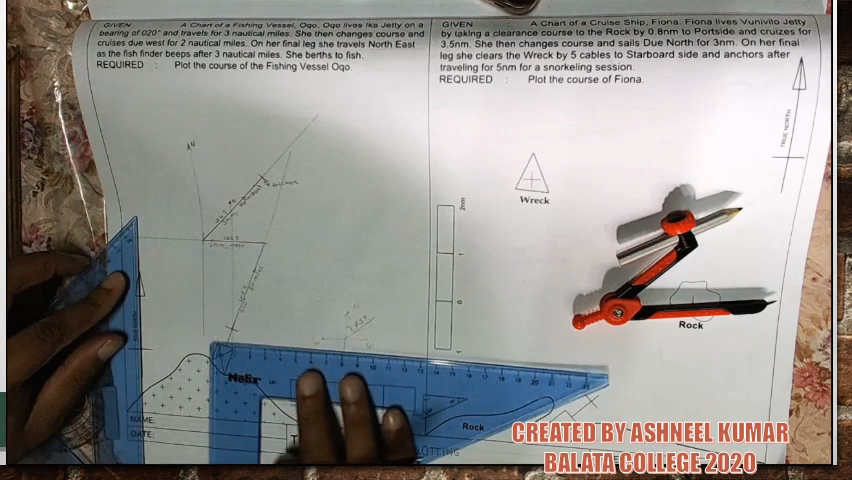 GIVEN : A Chart of a Fishing Vessel, Oqo. Oqo lives Ika Jetty on a
bearing of 020° and travels for 3 nautical miles. She then changes course and
cruises due west for 2 nautical miles. On her final leg she travels North East
as the fish finder beeps after 3 nautical miles. She berths to fish.
REQUIRED : Plot the course of the Fishing Vessel Oqo.
GIVEN : A Chart of a Cruise Ship, Fiona. Fiona lives Vunivilo Jetty
by taking a clearance course to the Rock by 0.8nm to Portside and cruizes for
3.5nm. She then changes course and sails Due North for 3nm. On her final
leg she clears the Wreck by 5 cables to Starboard side and anchors after
traveling for 5nm for a snorkeling session.
REQUIRED : Plot the course of Fiona.
TRUE NORTH
Wreck
2nm
1
0
1
Rock
Helix
Rock
NAME:
DATE:
CREATED BY ASHNEEL KUMAR
BALATA COLLEGE 2020